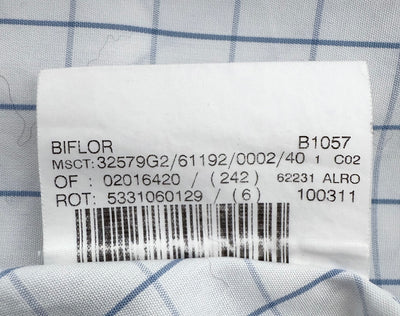 BIFLOR B1057
MSCT: 32579G2/61192/0002/40 1 C02
OF : 02016420 / (242) 62231 ALRO
ROT: 5331060129 / (6) 100311